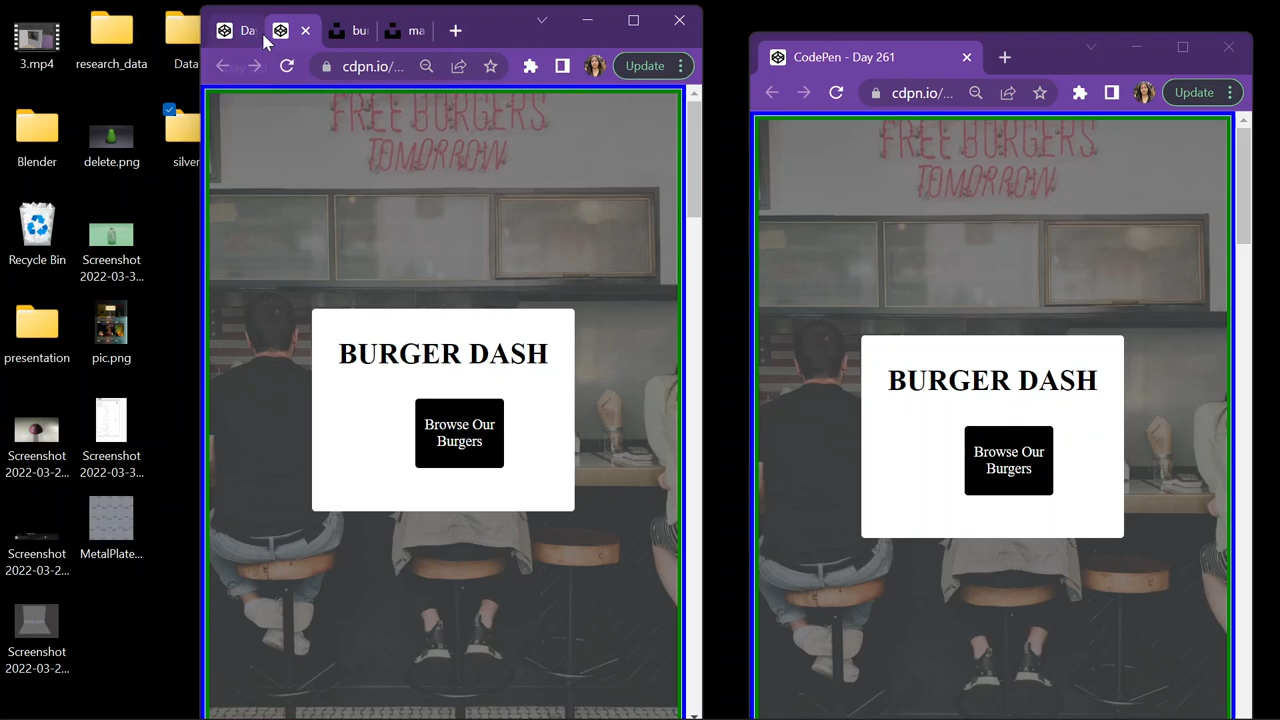 3.mp4
research_data
Data
Blender
delete.png
silver
Recycle Bin
Screenshot
2022-03-3...
presentation
pic.png
Screenshot
2022-03-2...
Screenshot
2022-03-3...
Screenshot
2022-03-2...
MetalPlate...
Screenshot
2022-03-2...
Da
bu
ma
cdpn.io/...
Update
FREE BURGERS
TOMORROW
BURGER DASH
Browse Our
Burgers
CodePen - Day 261
cdpn.io/...
Update
FREE BURGERS
TOMORROW
BURGER DASH
Browse Our
Burgers